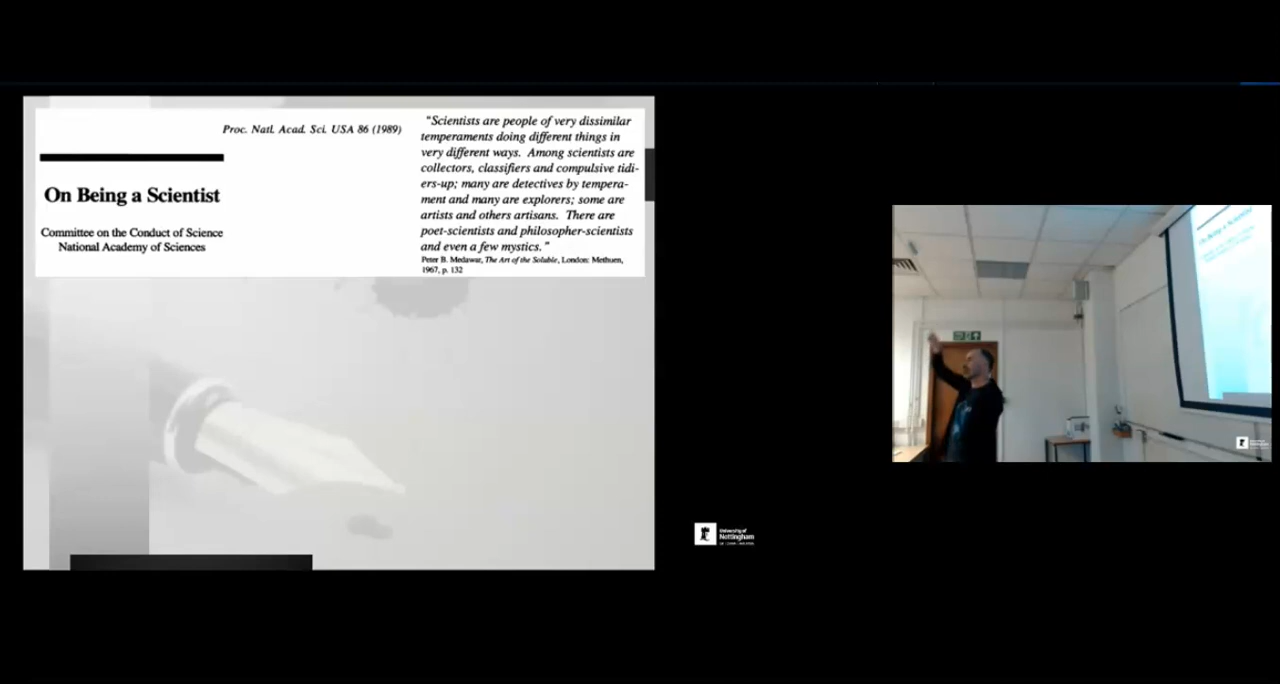 Proc. Natl. Acad. Sci. USA 86 (1989)
On Being a Scientist
Committee on the Conduct of Science
National Academy of Sciences
“Scientists are people of very dissimilar
temperaments doing different things in
very different ways. Among scientists are
collectors, classifiers and compulsive tidi-
ers-up; many are detectives by tempera-
ment and many are explorers; some are
artists and others artisans. There are
poet-scientists and philosopher-scientists
and even a few mystics.”
Peter B. Medawar, The Art of the Soluble, London: Methuen,
1967, p. 132
On Being a Scientist
University of
Nottingham